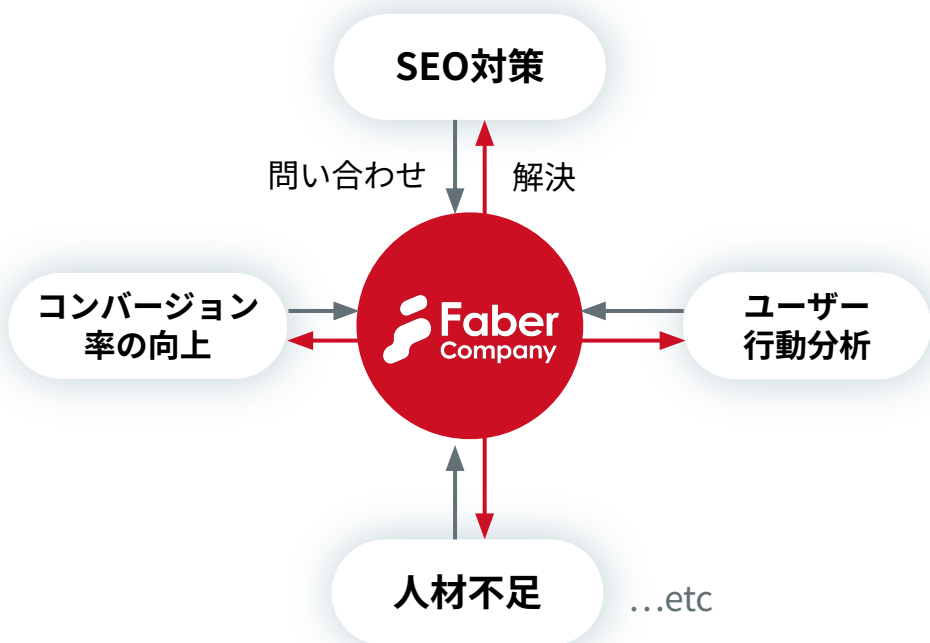 SEO対策
問い合わせ
解決
コンバージョン
率の向上
Faber
Company
ユーザー
行動分析
人材不足
…etc